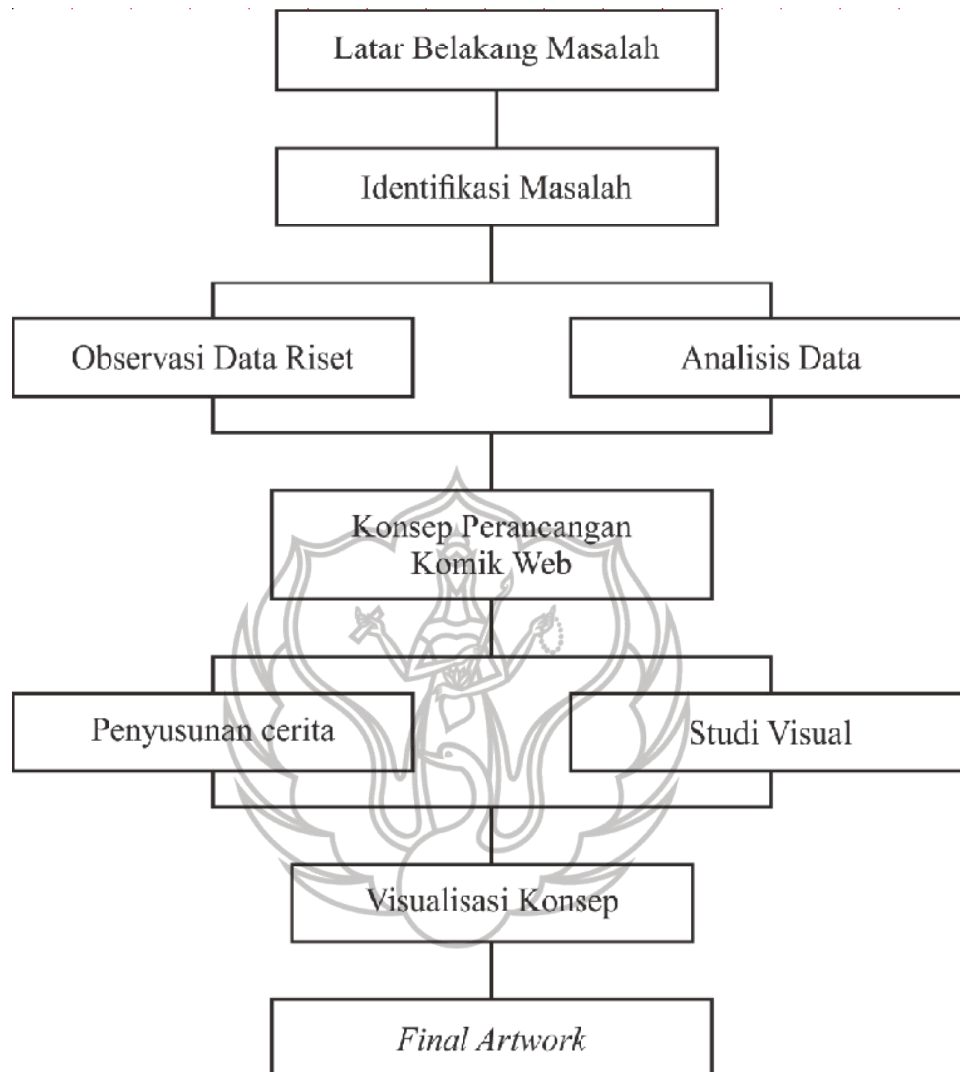 Latar Belakang Masalah
Identifikasi Masalah
Observasi Data Riset
Analisis Data
Konsep Perancangan
Komik Web
Penyusunan cerita
Studi Visual
Visualisasi Konsep
Final Artwork